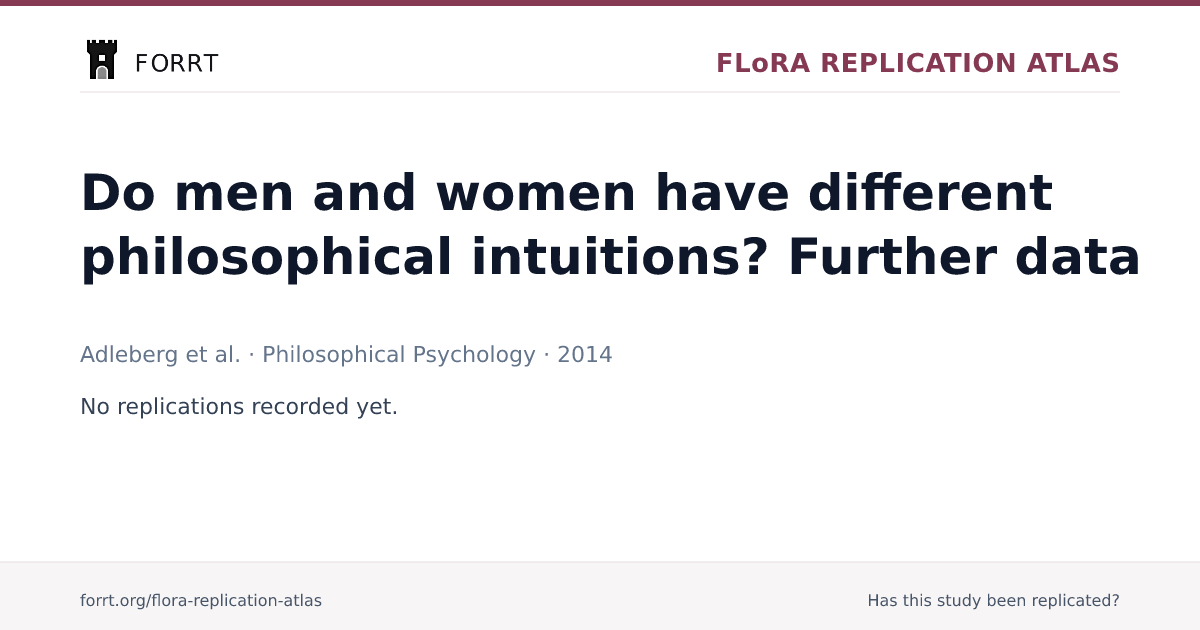 FORRT
FLoRA REPLICATION ATLAS
Do men and women have different
philosophical intuitions? Further data
Adleberg et al. · Philosophical Psychology · 2014
No replications recorded yet.
forrt.org/flora-replication-atlas
Has this study been replicated?